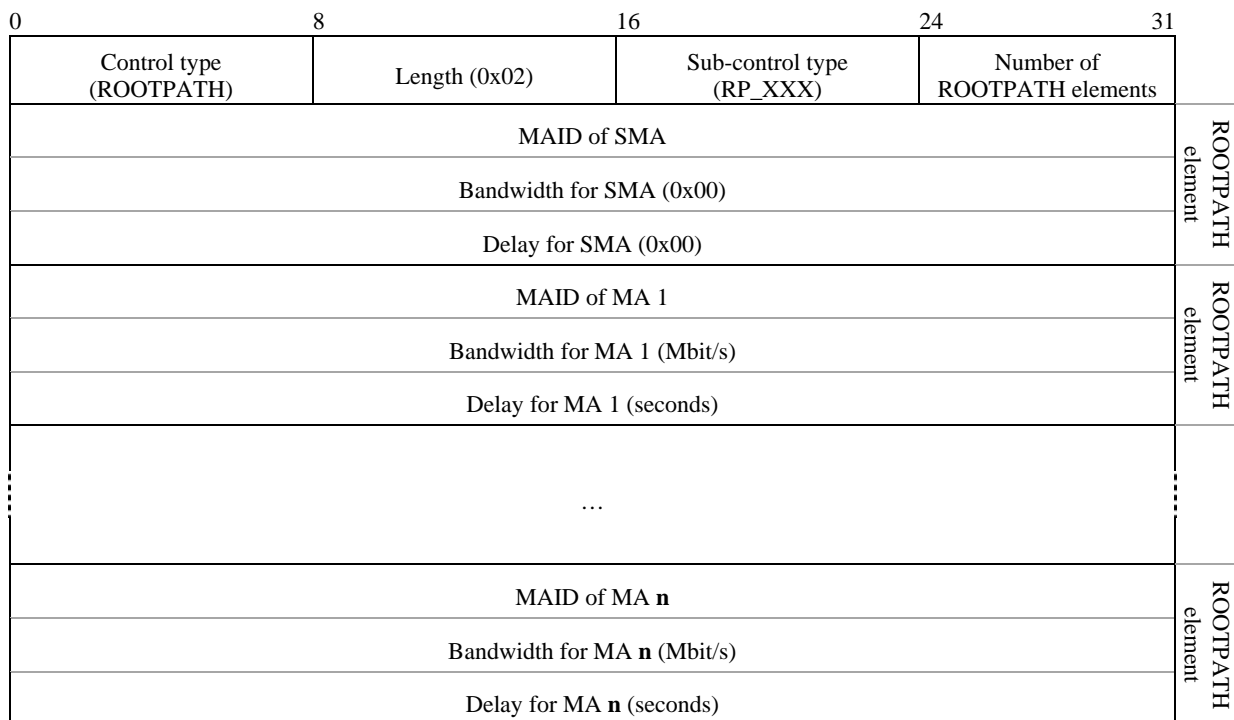 0 8 16 24 31
Control type
(ROOTPATH)
Length (0x02)
Sub-control type
(RP_XXX)
Number of
ROOTPATH elements
MAID of SMA
Bandwidth for SMA (0x00)
Delay for SMA (0x00)
ROOTPATH
element
MAID of MA 1
Bandwidth for MA 1 (Mbit/s)
Delay for MA 1 (seconds)
ROOTPATH
element
…
MAID of MA n
Bandwidth for MA n (Mbit/s)
Delay for MA n (seconds)
ROOTPATH
element